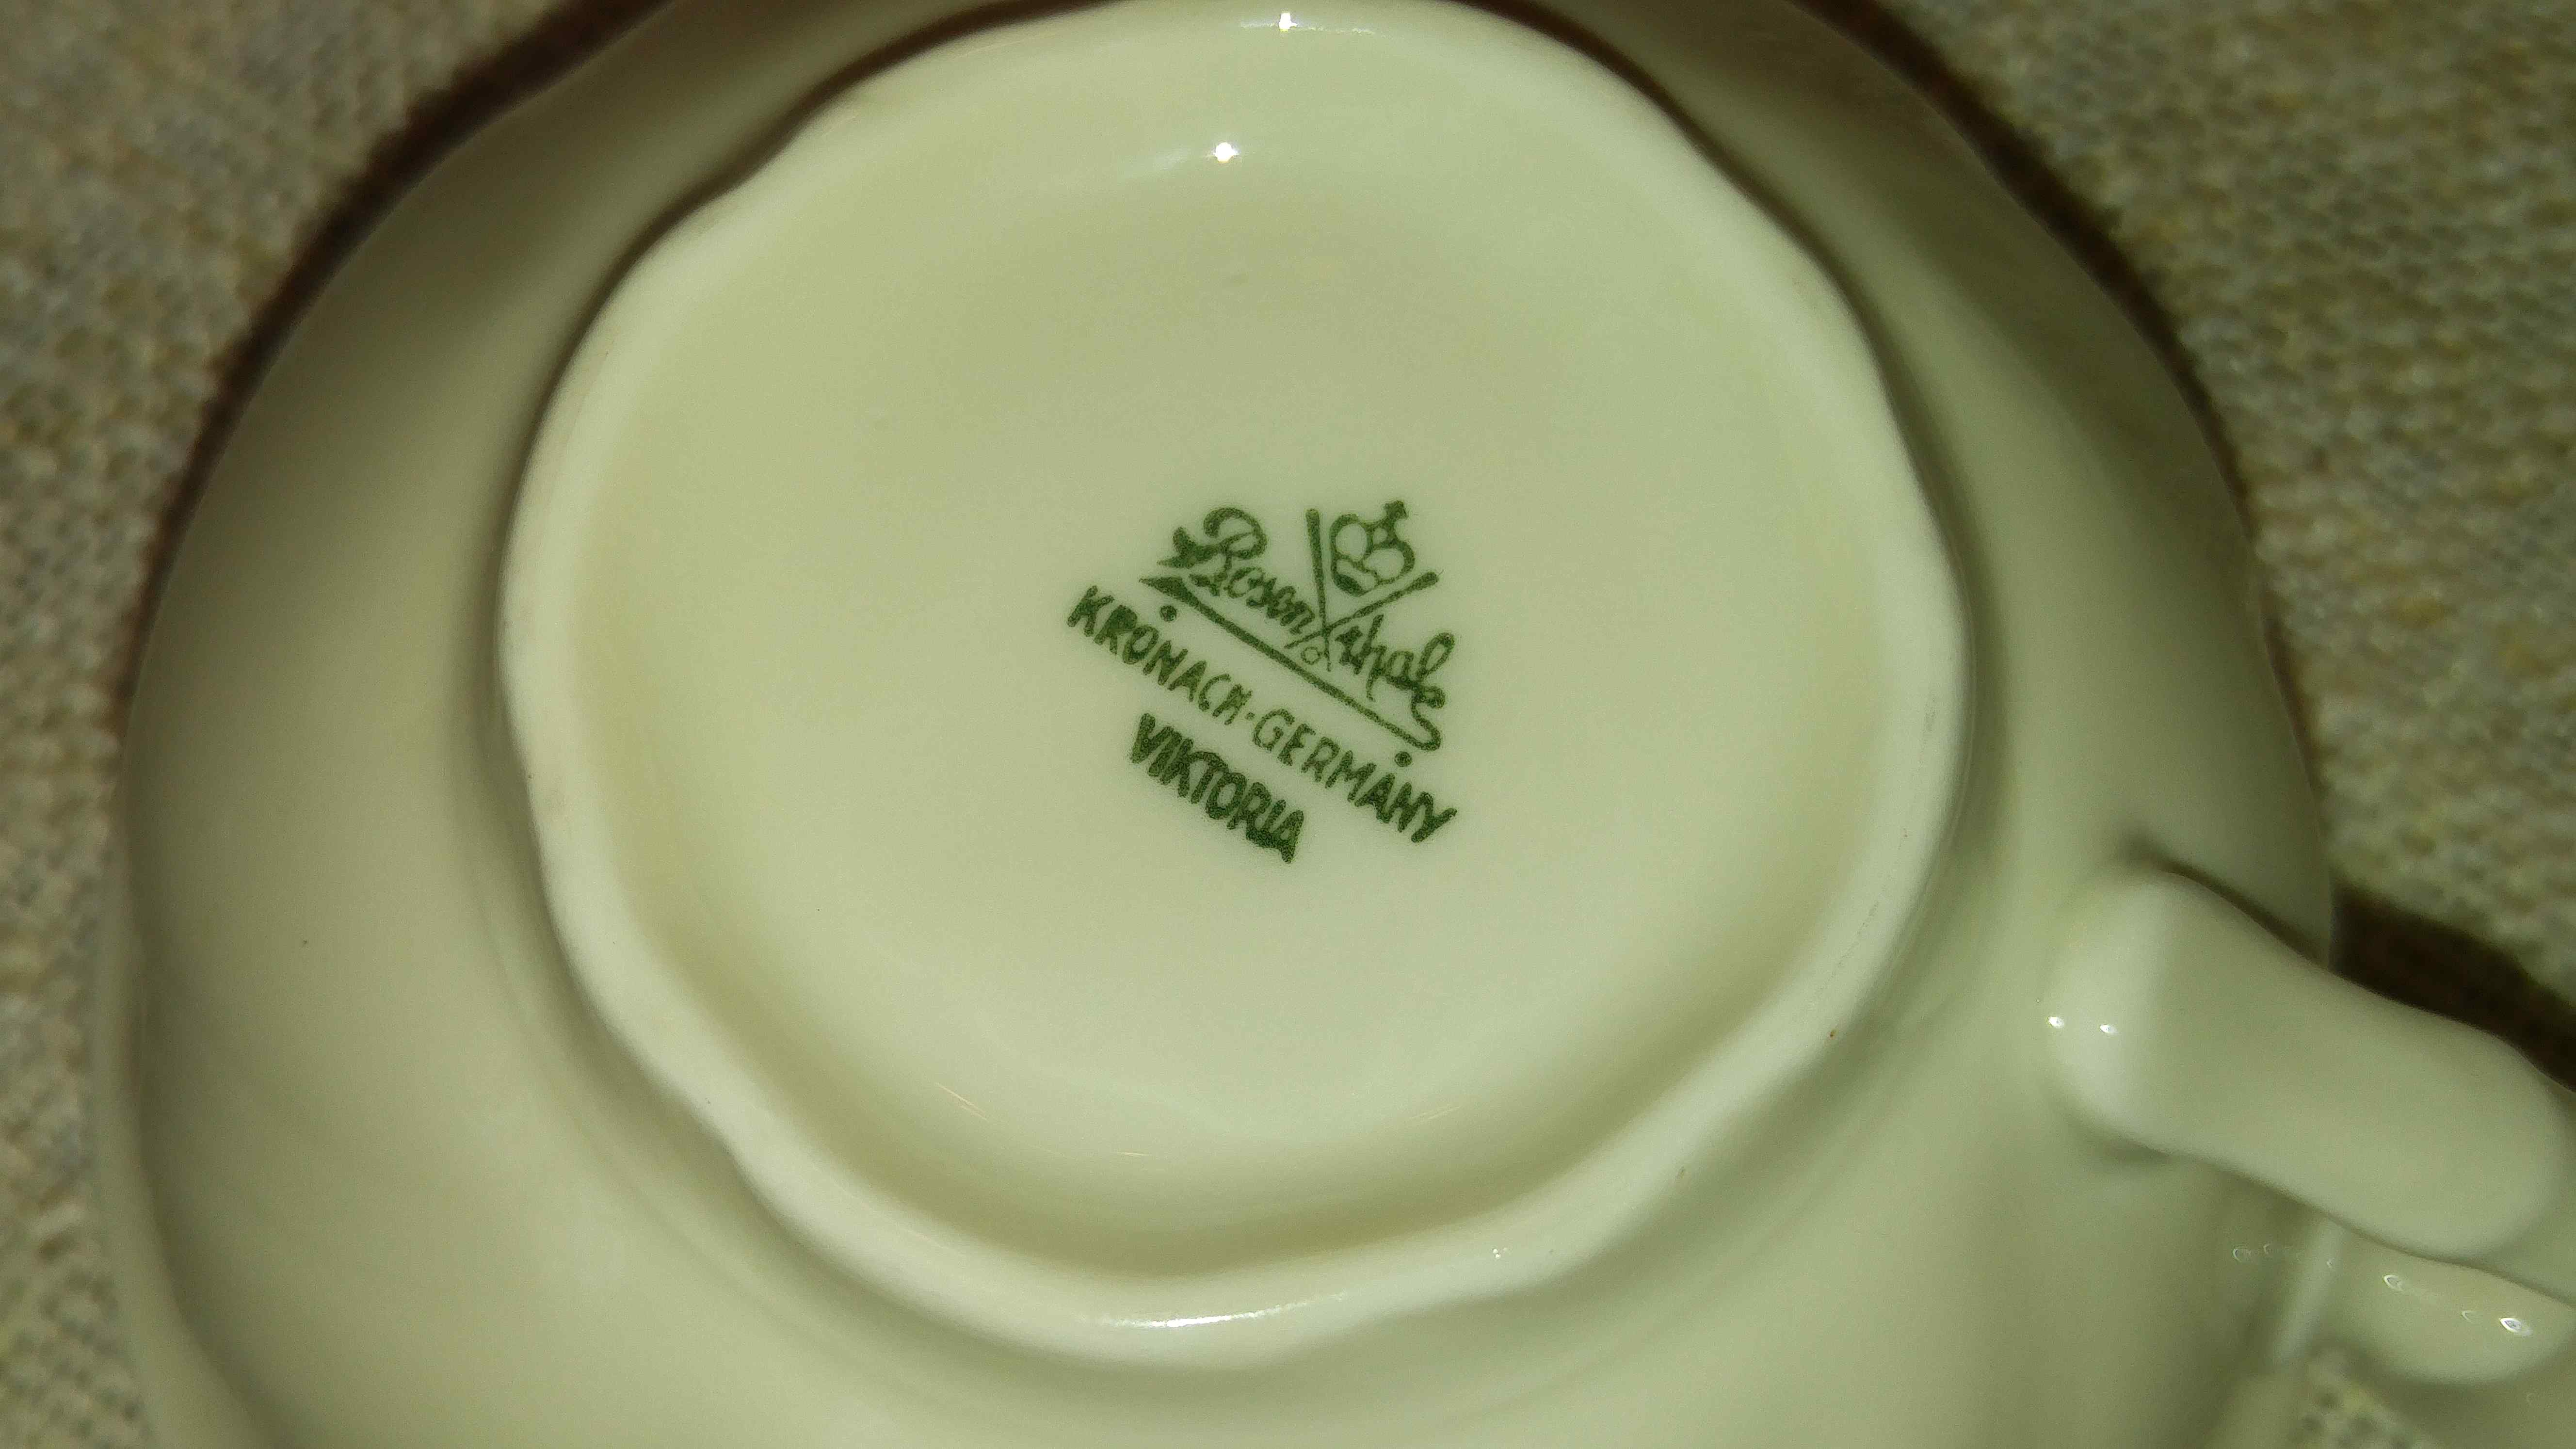 Rosenthal
KRONACH·GERMANY
VIKTORIA